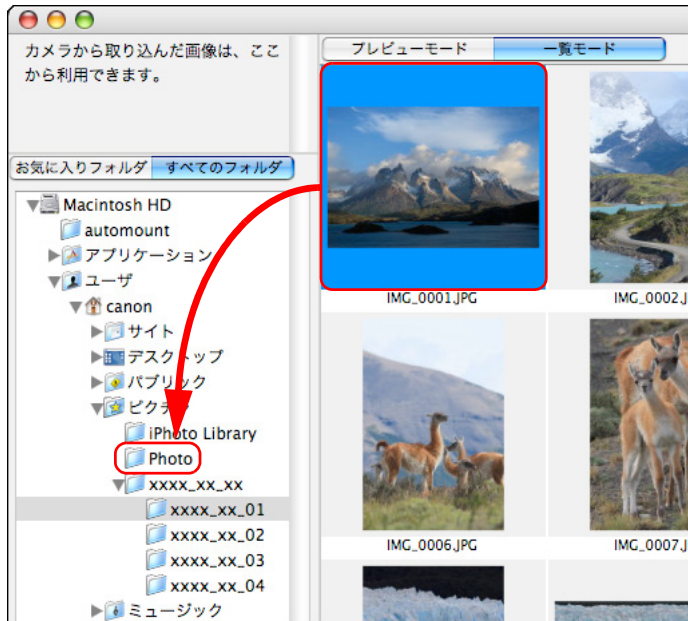 カメラから取り込んだ画像は、ここ
から利用できます。
お気に入りフォルダ
すべてのフォルダ
Macintosh HD
automount
アプリケーション
ユーザ
canon
サイト
デスクトップ
パブリック
ピクチャ
iPhoto Library
Photo
xxxx_xx_xx
xxxx_xx_01
xxxx_xx_02
xxxx_xx_03
xxxx_xx_04
ミュージック
プレビューモード
一覧モード
IMG_0001.JPG
IMG_0002.J
IMG_0006.JPG
IMG_0007.J